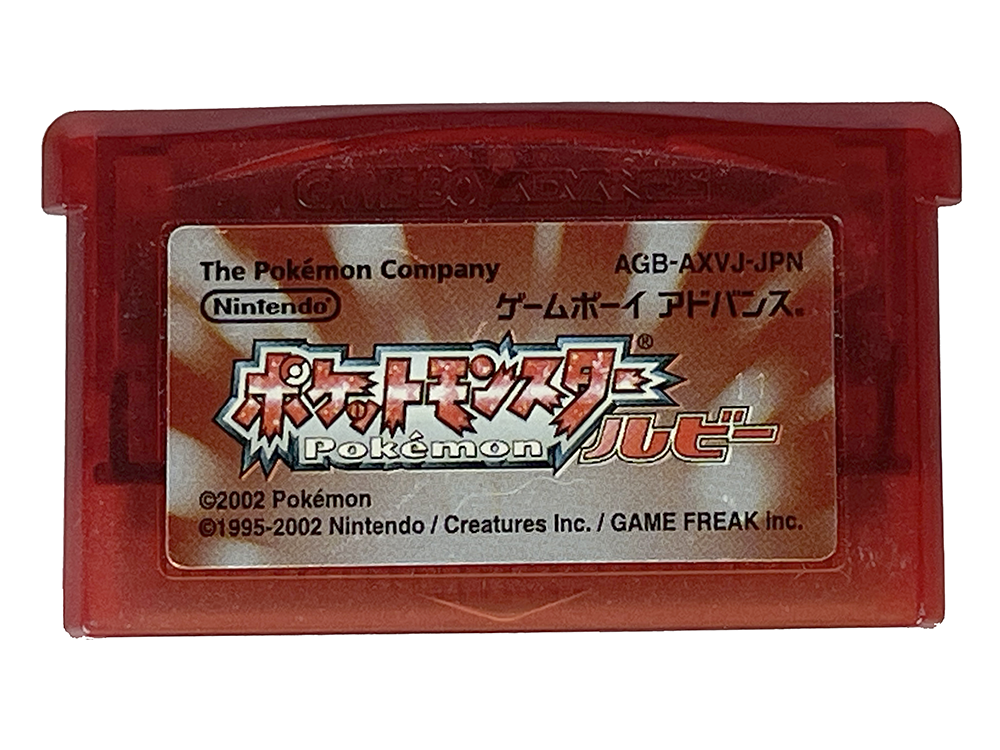 GAME BOY ADVANCE
The Pokémon Company
AGB-AXVJ-JPN
Nintendo®
ゲームボーイ アドバンス®
ポケットモンスター®
Pokémon
ルビー
©2002 Pokémon
©1995-2002 Nintendo / Creatures Inc. / GAME FREAK inc.